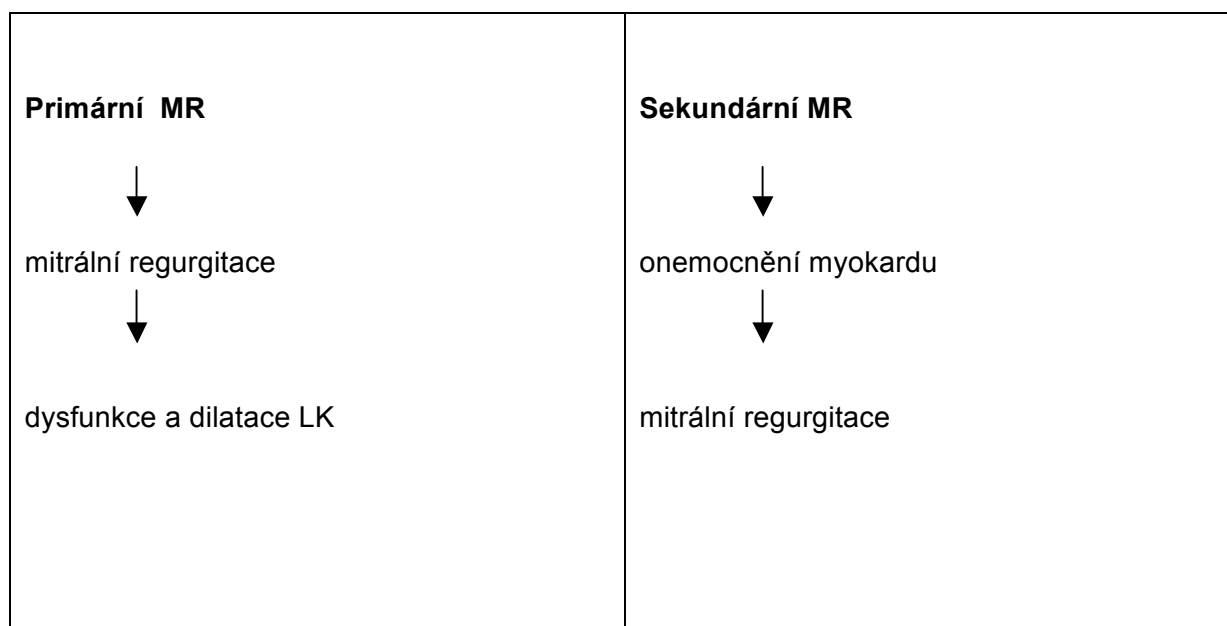 Primární MR
mitrální regurgitace
dysfunkce a dilatace LK
Sekundární MR
onemocnění myokardu
mitrální regurgitace